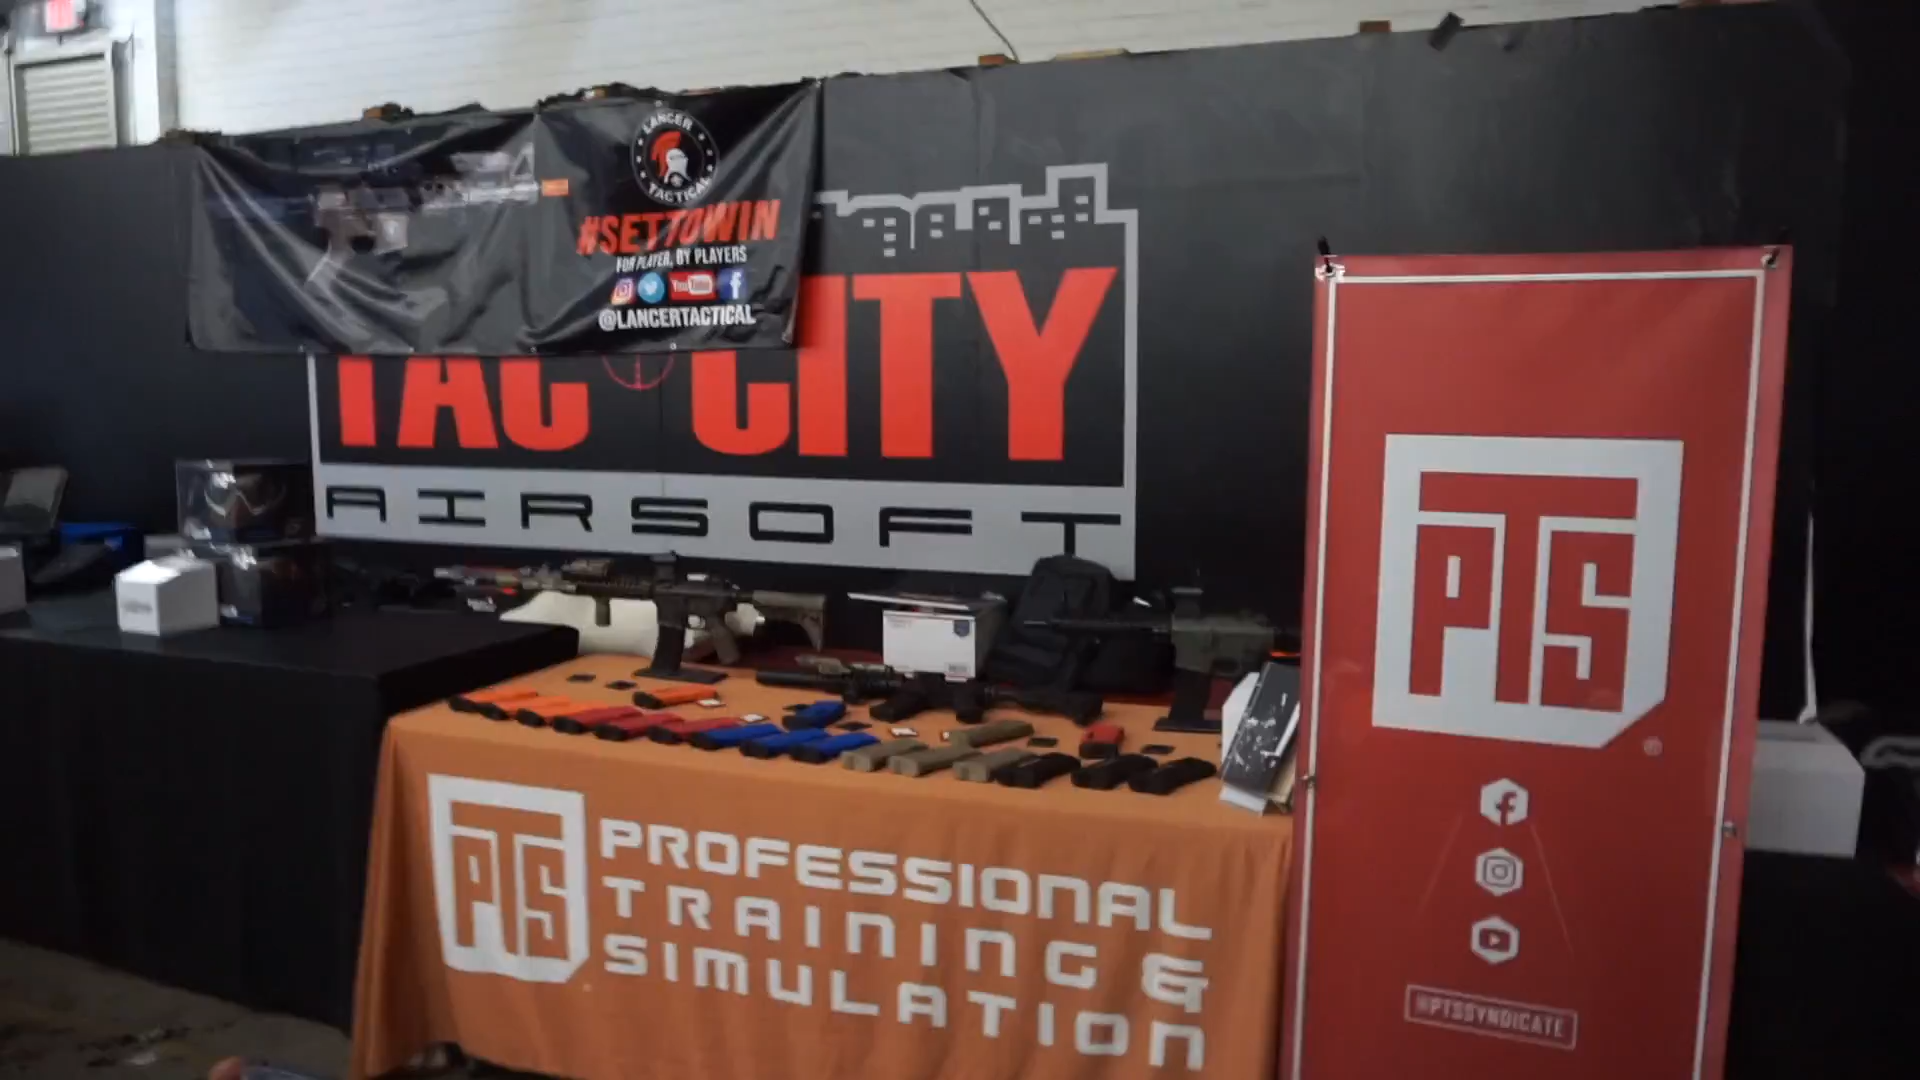 LANCER
TACTICAL
#SETTOWIN
FOR PLAYER, BY PLAYERS
YouTube
@LANCERTACTICAL
TAC CITY
AIRSOFT
PTS
PROFESSIONAL
TRAINING &
SIMULATION
PTS
#PTSSYNDICATE